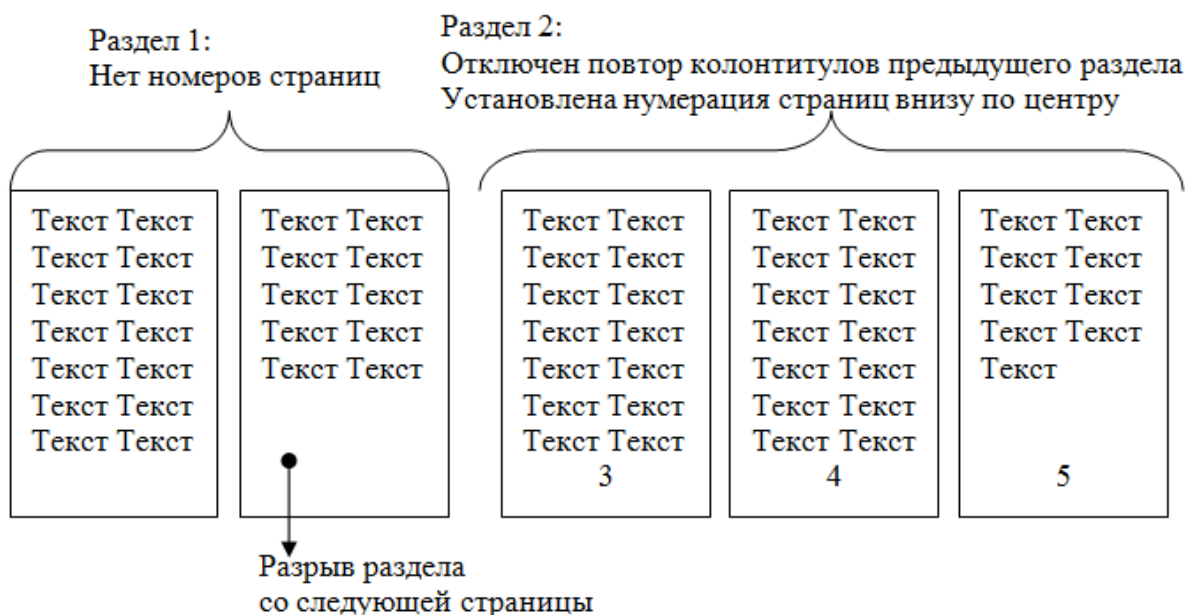 Раздел 1:
Нет номеров страниц
Раздел 2:
Отключен повтор колонтитулов предыдущего раздела
Установлена нумерация страниц внизу по центру
Текст Текст
Текст Текст
Текст Текст
Текст Текст
Текст Текст
Текст Текст
Текст Текст
Текст Текст
Текст Текст
Текст Текст
Текст Текст
Текст Текст
Разрыв раздела
со следующей страницы
Текст Текст
Текст Текст
Текст Текст
Текст Текст
Текст Текст
Текст Текст
Текст Текст
3
Текст Текст
Текст Текст
Текст Текст
Текст Текст
Текст Текст
Текст Текст
Текст Текст
4
Текст Текст
Текст Текст
Текст Текст
Текст Текст
Текст
5